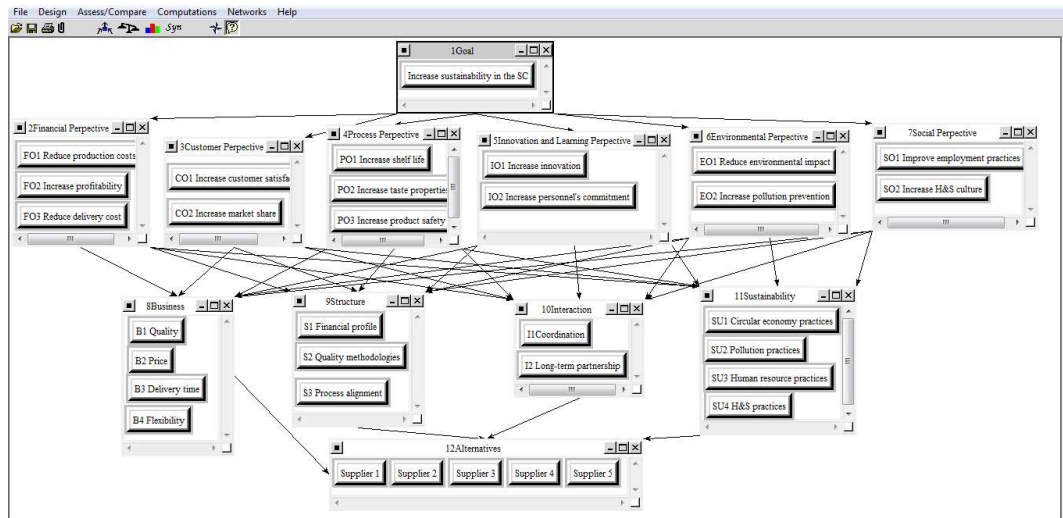 File Design Assess/Compare Computations Networks Help
Syn
1Goal
Increase sustainability in the SC
2Financial Perpective
FO1 Reduce production costs
FO2 Increase profitability
FO3 Reduce delivery cost
3Customer Perpective
CO1 Increase customer satisfa
CO2 Increase market share
4Process Perpective
PO1 Increase shelf life
PO2 Increase taste properties
PO3 Increase product safety
5Innovation and Learning Perpective
IO1 Increase innovation
IO2 Increase personnel's commitment
6Environmental Perpective
EO1 Reduce environmental impact
EO2 Increase pollution prevention
7Social Perpective
SO1 Improve employment practices
SO2 Increase H&S culture
8Business
B1 Quality
B2 Price
B3 Delivery time
B4 Flexibility
9Structure
S1 Financial profile
S2 Quality methodologies
S3 Process alignment
10Interaction
I1Coordination
I2 Long-term partnership
11Sustainability
SU1 Circular economy practices
SU2 Pollution practices
SU3 Human resource practices
SU4 H&S practices
12Alternatives
Supplier 1 Supplier 2 Supplier 3 Supplier 4 Supplier 5